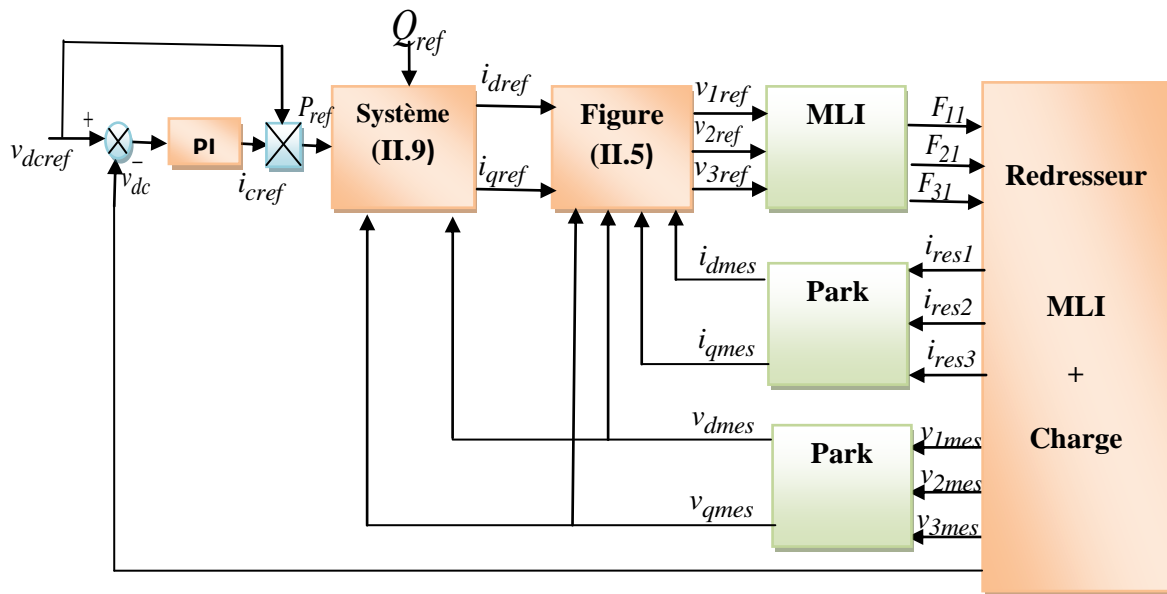 Q_ref
v_dcref
+
−
v_dc
PI
i_cref
P_ref
Système
(II.9)
i_dref
i_qref
Figure
(II.5)
v_1ref
v_2ref
v_3ref
MLI
F_11
F_21
F_31
Redresseur
MLI
+
Charge
i_dmes
i_qmes
Park
i_res1
i_res2
i_res3
v_dmes
v_qmes
Park
v_1mes
v_2mes
v_3mes